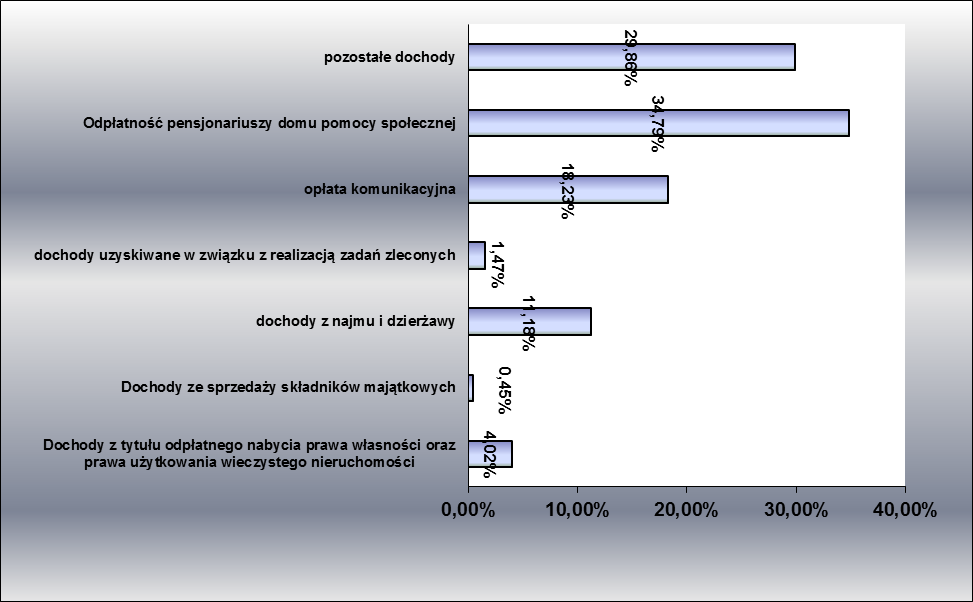 pozostałe dochody
29,86%
Odpłatność pensjonariuszy domu pomocy społecznej
34,79%
opłata komunikacyjna
18,23%
dochody uzyskiwane w związku z realizacją zadań zleconych
1,47%
dochody z najmu i dzierżawy
11,18%
Dochody ze sprzedaży składników majątkowych
0,45%
Dochody z tytułu odpłatnego nabycia prawa własności oraz
prawa użytkowania wieczystego nieruchomości
4,02%
0,00% 10,00% 20,00% 30,00% 40,00%